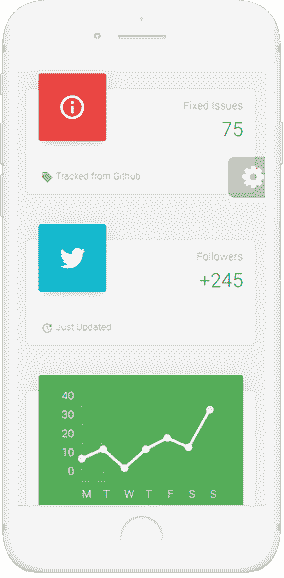 Fixed Issues
75
Tracked from Github
Followers
+245
Just Updated
40
30
20
10
0
M T W T F S S